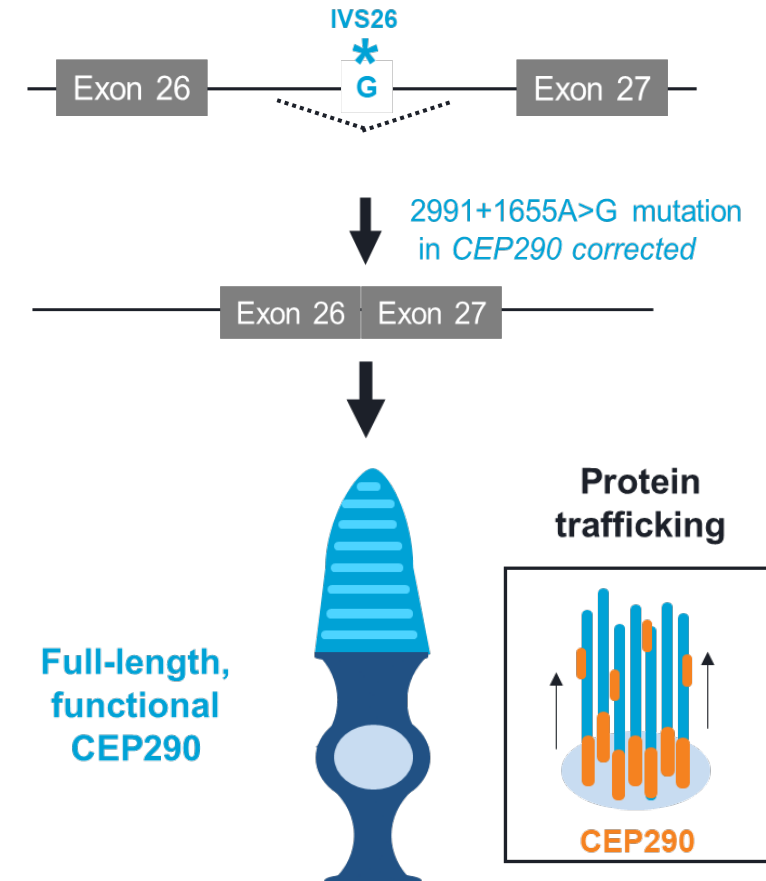 IVS26
*
Exon 26
G
Exon 27
2991+1655A>G mutation
in CEP290 corrected
Exon 26
Exon 27
Protein
trafficking
Full-length,
functional
CEP290
CEP290